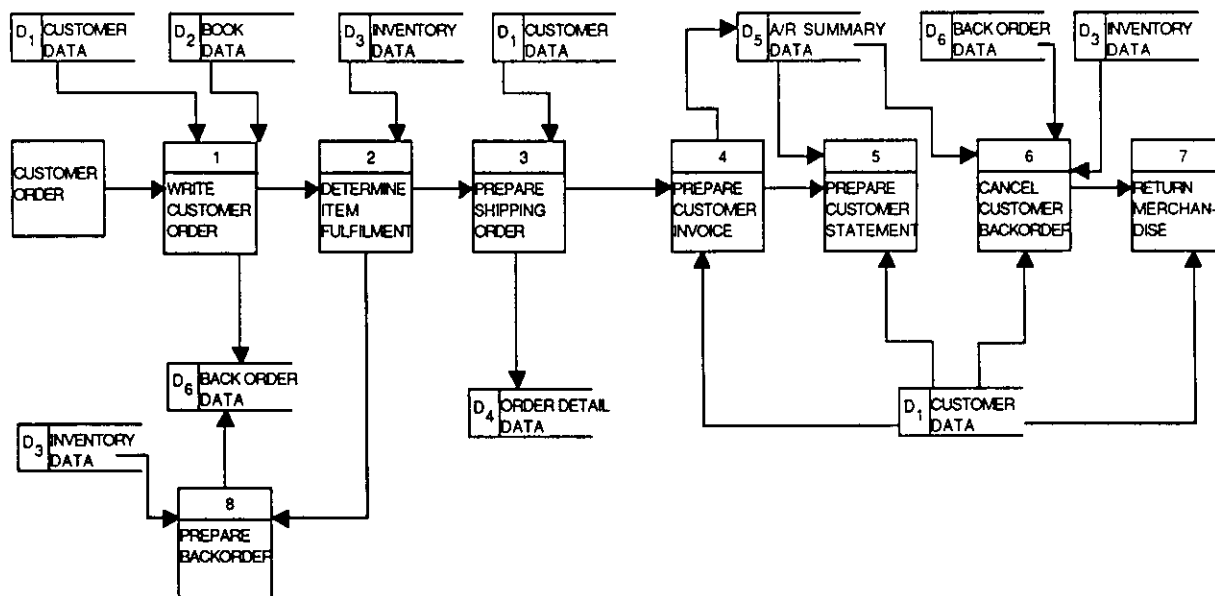 D1 CUSTOMER DATA
D2 BOOK DATA
D3 INVENTORY DATA
D1 CUSTOMER DATA
D5 A/R SUMMARY DATA
D6 BACK ORDER DATA
D3 INVENTORY DATA
CUSTOMER
ORDER
1
WRITE
CUSTOMER
ORDER
2
DETERMINE
ITEM
FULFILMENT
3
PREPARE
SHIPPING
ORDER
4
PREPARE
CUSTOMER
INVOICE
5
PREPARE
CUSTOMER
STATEMENT
6
CANCEL
CUSTOMER
BACKORDER
7
RETURN
MERCHAN-
DISE
D6 BACK ORDER
DATA
D4 ORDER DETAIL
DATA
D1 CUSTOMER
DATA
D3 INVENTORY
DATA
8
PREPARE
BACKORDER